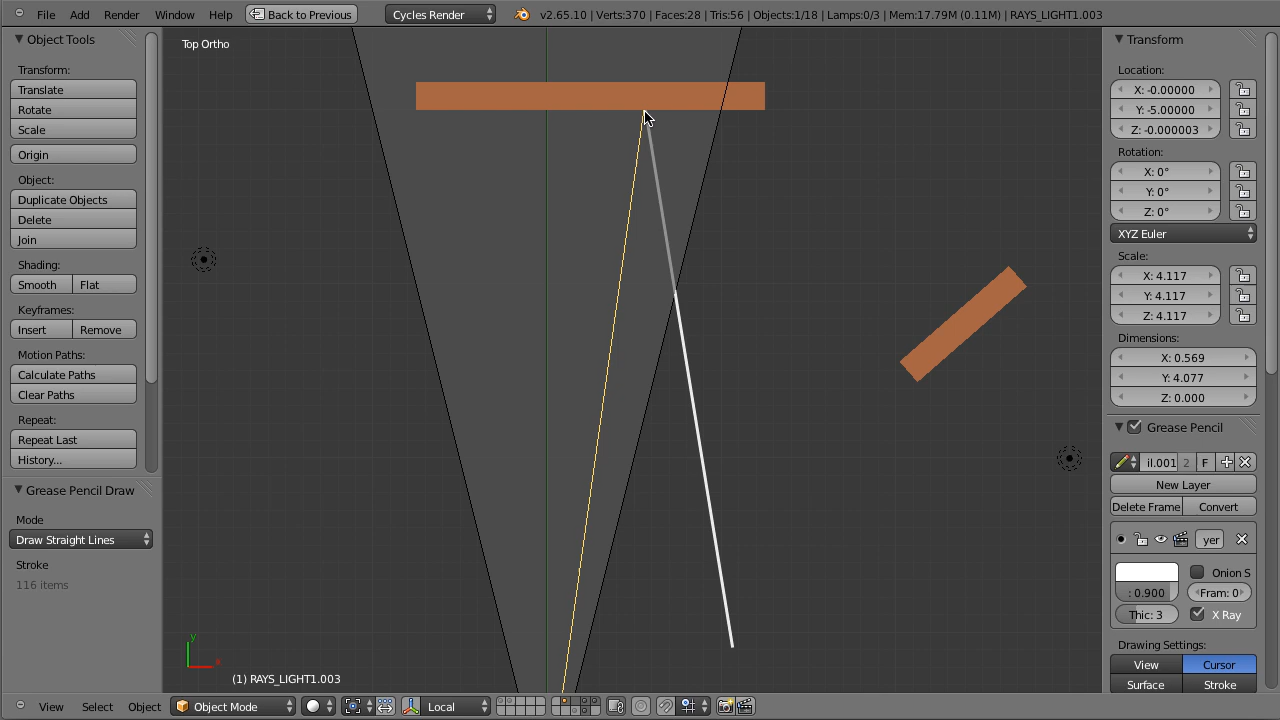 File Add Render Window Help Back to Previous Cycles Render v2.65.10 | Verts:370 | Faces:28 | Tris:56 | Objects:1/18 | Lamps:0/3 | Mem:17.79M (0.11M) | RAYS_LIGHT1.003
Object Tools
Transform:
Translate
Rotate
Scale
Origin
Object:
Duplicate Objects
Delete
Join
Shading:
Smooth Flat
Keyframes:
Insert Remove
Motion Paths:
Calculate Paths
Clear Paths
Repeat:
Repeat Last
History...
Grease Pencil Draw
Mode
Draw Straight Lines
Stroke
116 items
Top Ortho
y
x
(1) RAYS_LIGHT1.003
Transform
Location:
X: -0.00000
Y: -5.00000
Z: -0.000003
Rotation:
X: 0°
Y: 0°
Z: 0°
XYZ Euler
Scale:
X: 4.117
Y: 4.117
Z: 4.117
Dimensions:
X: 0.569
Y: 4.077
Z: 0.000
Grease Pencil
il.001 2 F
New Layer
Delete Frame Convert
yer
Onion S
: 0.900 Fram: 0
Thic: 3 X Ray
Drawing Settings:
View Cursor
Surface Stroke
View Select Object Object Mode Local